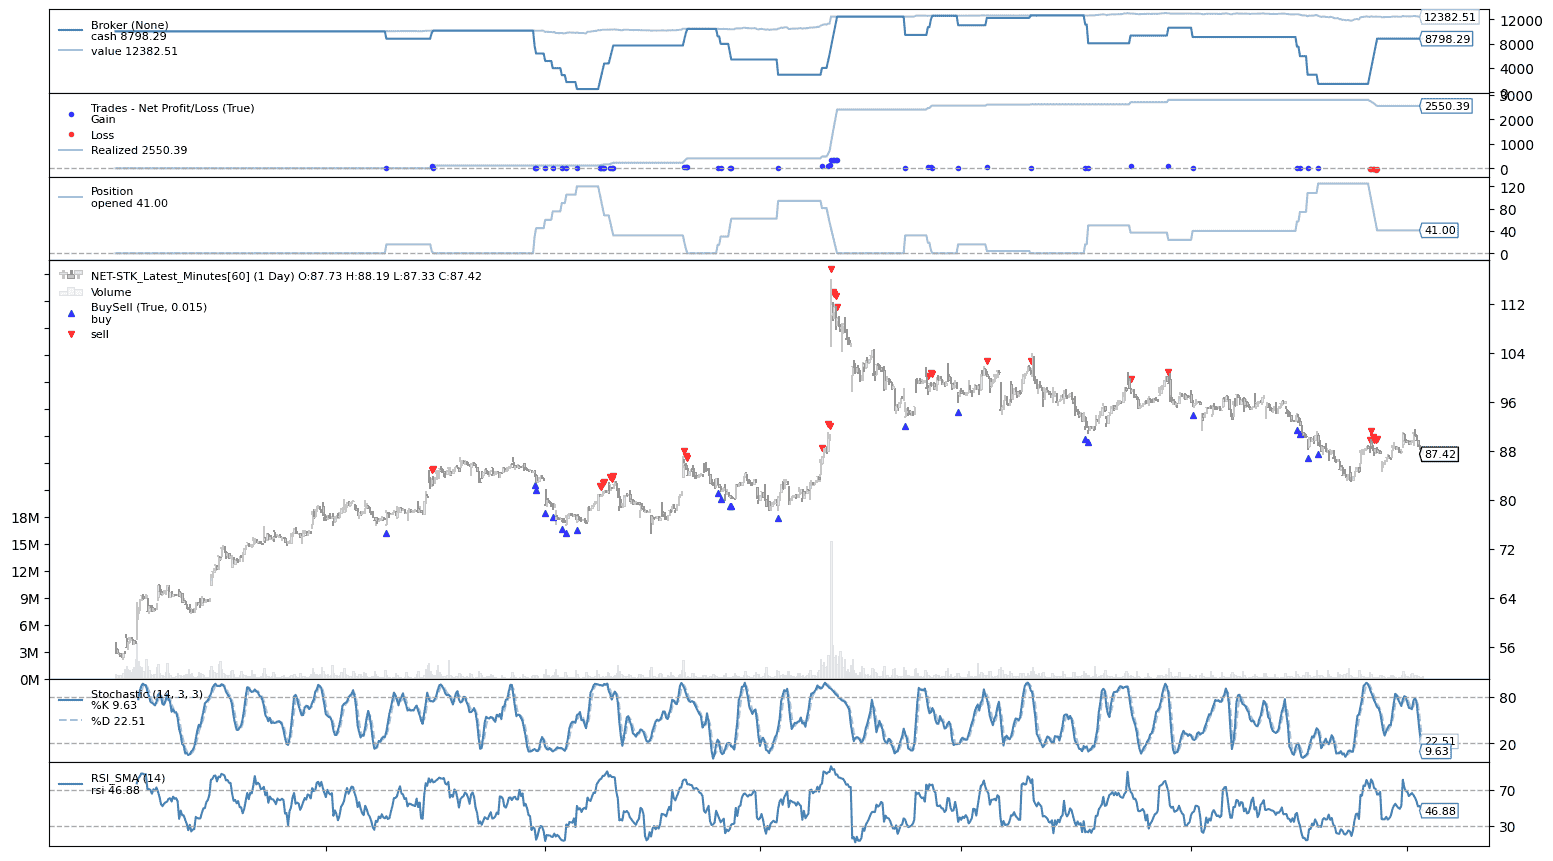 Broker (None)
cash 8798.29
value 12382.51
12382.51
12000
8798.29
8000
4000
0
Trades - Net Profit/Loss (True)
Gain
Loss
Realized 2550.39
3000
2550.39
2000
1000
0
Position
opened 41.00
120
80
41.00
40
0
NET-STK_Latest_Minutes[60] (1 Day) O:87.73 H:88.19 L:87.33 C:87.42
Volume
BuySell (True, 0.015)
buy
sell
112
104
96
88
87.42
80
72
64
56
18M
15M
12M
9M
6M
3M
0M
Stochastic (14, 3, 3)
%K 9.63
%D 22.51
80
22.51
20
9.63
RSI_SMA (14)
rsi 46.88
70
46.88
30